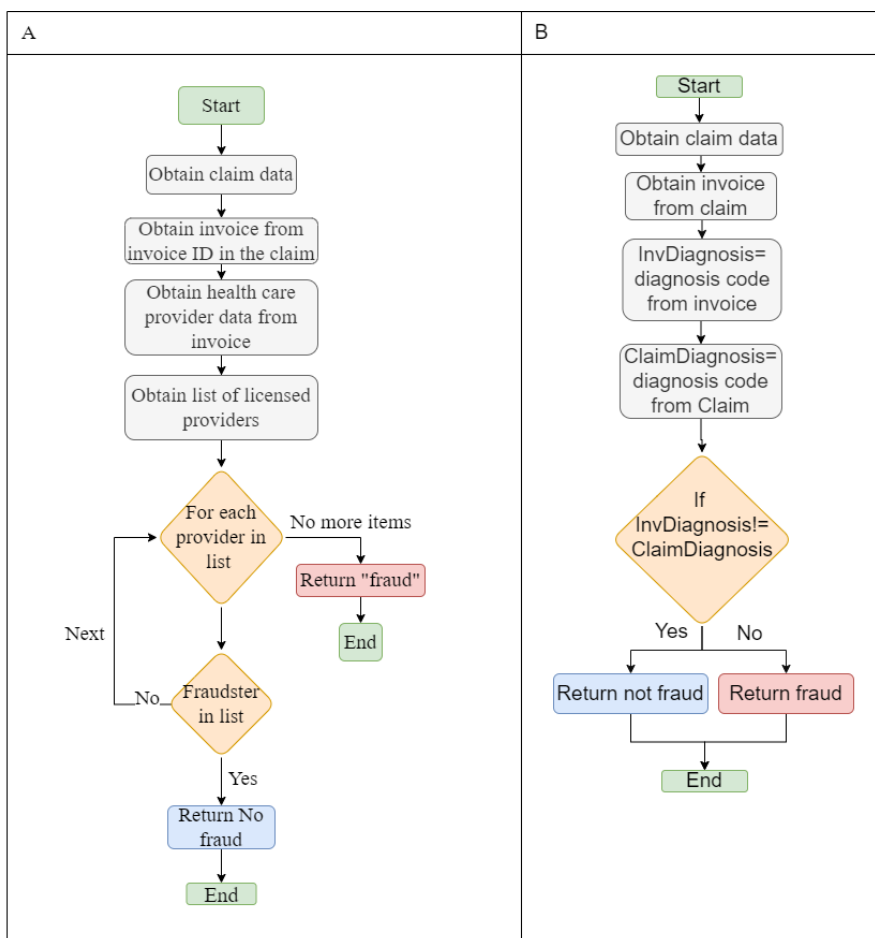 A
Start
Obtain claim data
Obtain invoice from
invoice ID in the claim
Obtain health care
provider data from
invoice
Obtain list of licensed
providers
For each
provider in
list
No more items
Return "fraud"
End
Next
No
Fraudster
in list
Yes
Return No
fraud
End
B
Start
Obtain claim data
Obtain invoice
from claim
InvDiagnosis=
diagnosis code
from invoice
ClaimDiagnosis=
diagnosis code
from Claim
If
InvDiagnosis!=
ClaimDiagnosis
Yes
No
Return not fraud
Return fraud
End